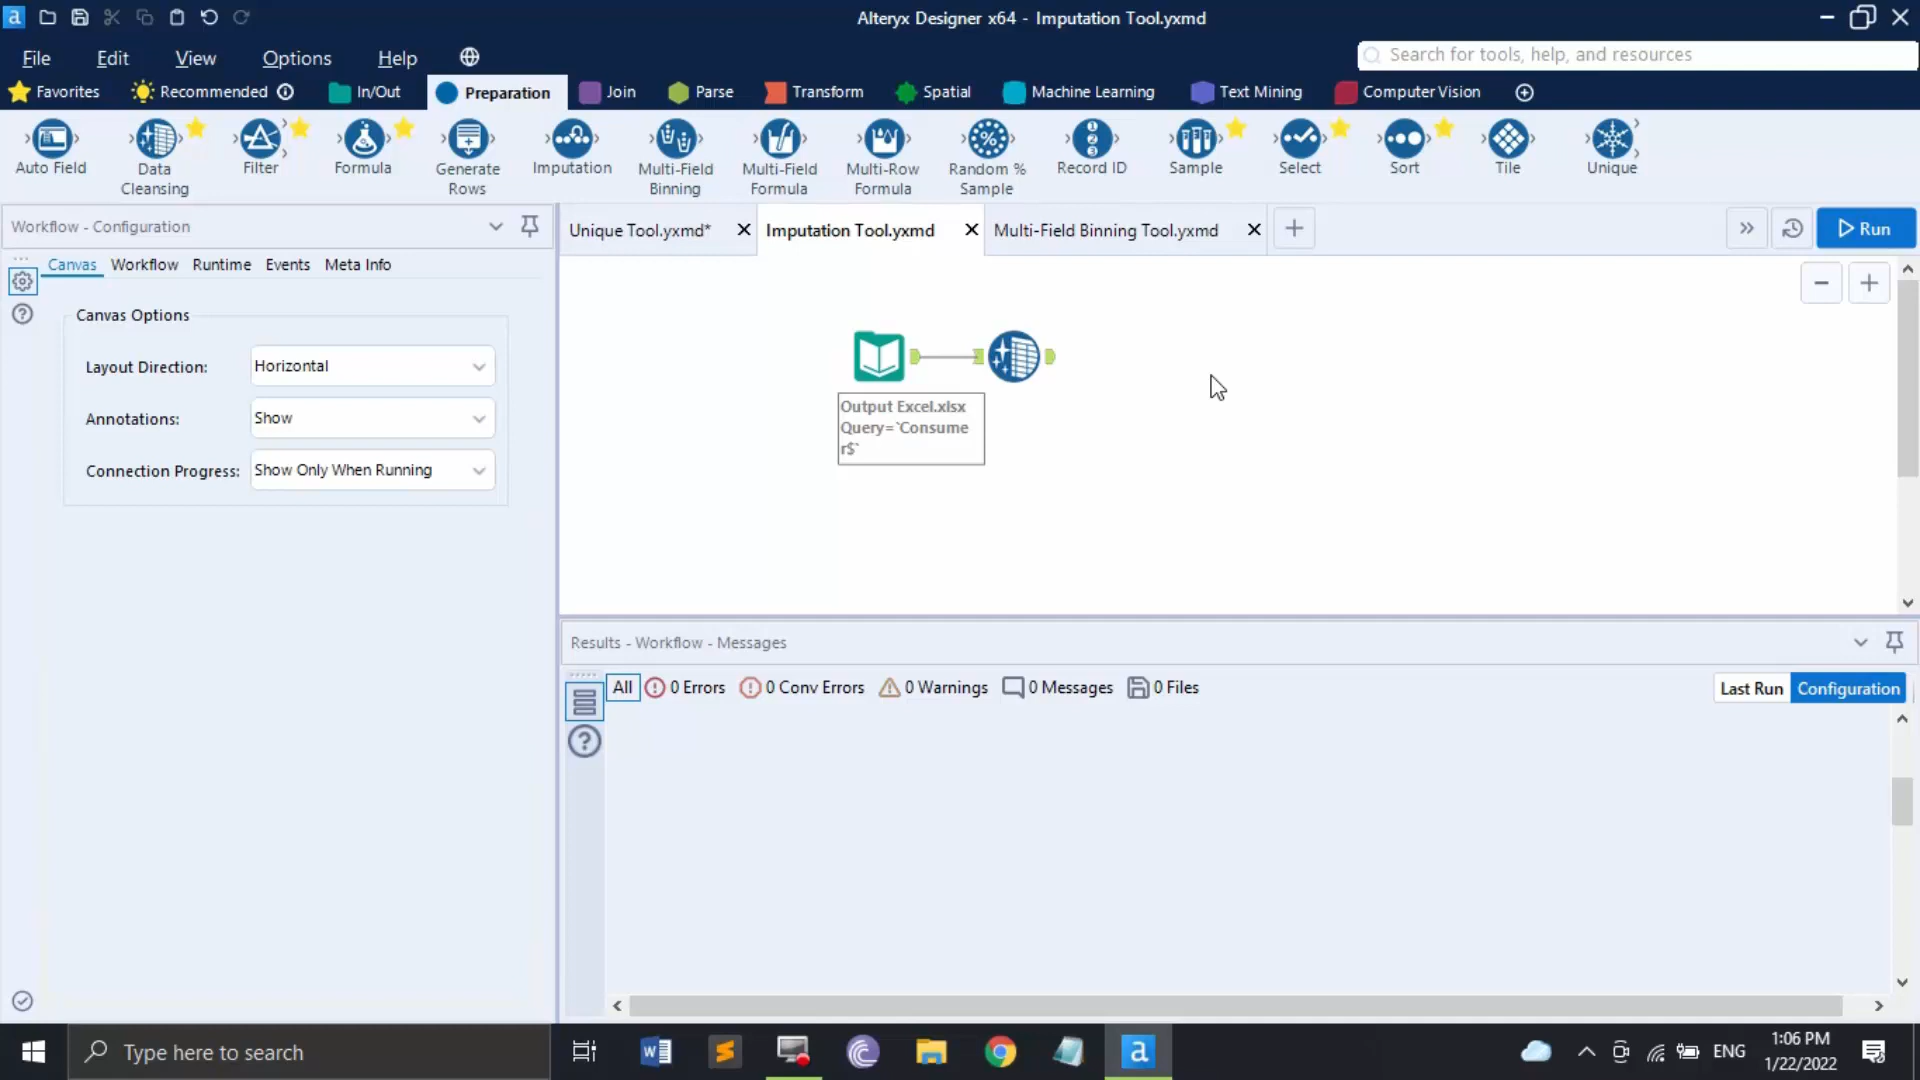 Alteryx Designer x64 - Imputation Tool.yxmd
File Edit View Options Help
Search for tools, help, and resources
Favorites Recommended In/Out Preparation Join Parse Transform Spatial Machine Learning Text Mining Computer Vision
Auto Field
Data
Cleansing
Filter
Formula
Generate
Rows
Imputation
Multi-Field
Binning
Multi-Field
Formula
Multi-Row
Formula
Random %
Sample
Record ID
Sample
Select
Sort
Tile
Unique
Workflow - Configuration
Unique Tool.yxmd*
Imputation Tool.yxmd
Multi-Field Binning Tool.yxmd
Run
Canvas Workflow Runtime Events Meta Info
Canvas Options
Layout Direction: Horizontal
Annotations: Show
Connection Progress: Show Only When Running
Output Excel.xlsx
Query=`Consume
r$`
Results - Workflow - Messages
All 0 Errors 0 Conv Errors 0 Warnings 0 Messages 0 Files
Last Run Configuration
Type here to search
ENG
1:06 PM
1/22/2022